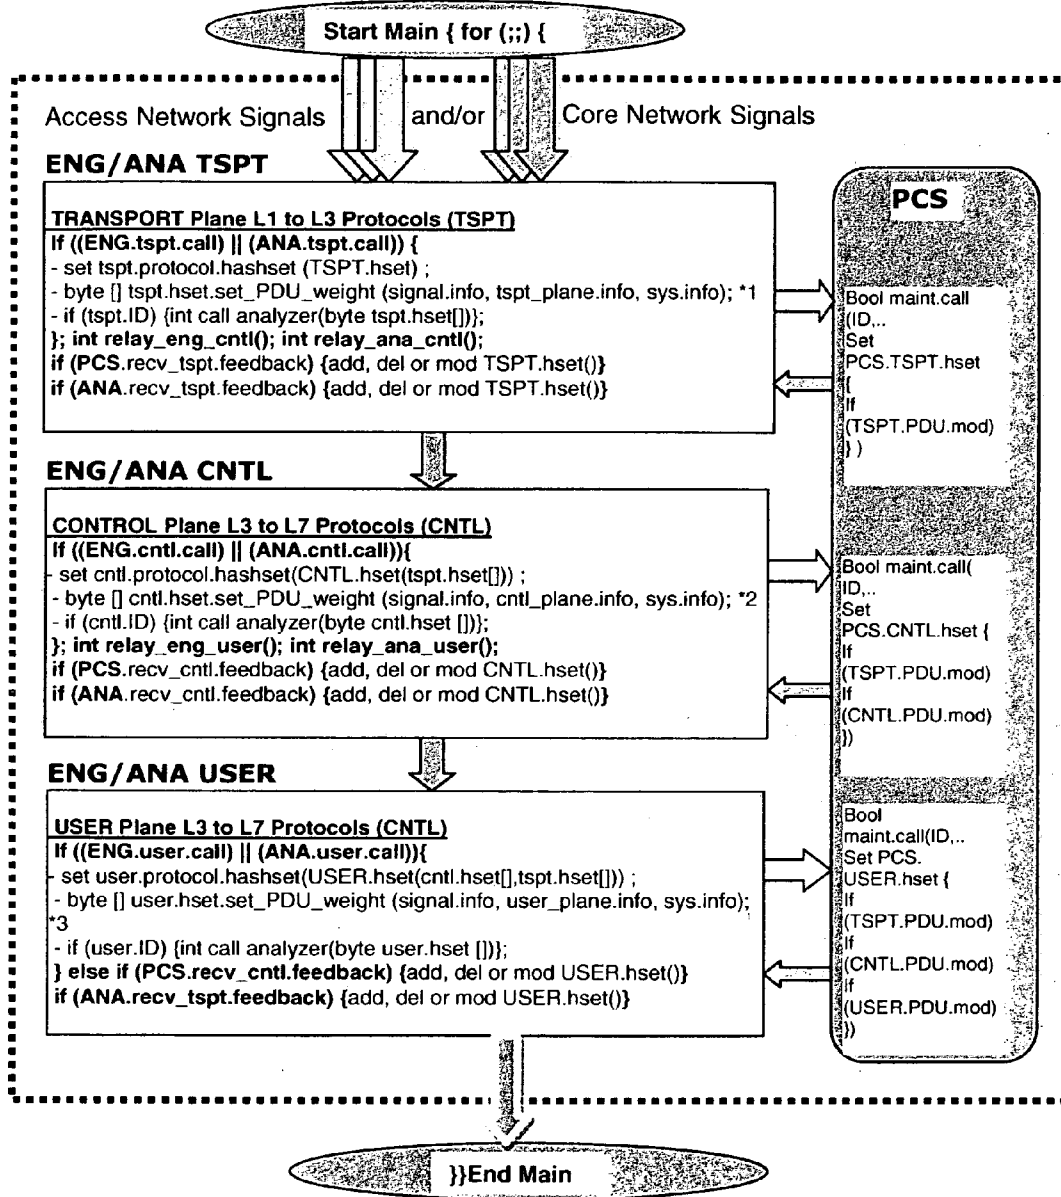 Start Main { for (;;) {
Access Network Signals and/or Core Network Signals
ENG/ANA TSPT
TRANSPORT Plane L1 to L3 Protocols (TSPT)
If ((ENG.tspt.call) || (ANA.tspt.call)) {
- set tspt.protocol.hashset (TSPT.hset) ;
- byte [] tspt.hset.set_PDU_weight (signal.info, tspt_plane.info, sys.info); *1
- if (tspt.ID) {int call analyzer(byte tspt.hset[])};
}; int relay_eng_cntl(); int relay_ana_cntl();
if (PCS.recv_tspt.feedback) {add, del or mod TSPT.hset()}
if (ANA.recv_tspt.feedback) {add, del or mod TSPT.hset()}
ENG/ANA CNTL
CONTROL Plane L3 to L7 Protocols (CNTL)
If ((ENG.cntl.call) || (ANA.cntl.call)){
- set cntl.protocol.hashset(CNTL.hset(tspt.hset[])) ;
- byte [] cntl.hset.set_PDU_weight (signal.info, cntl_plane.info, sys.info); *2
- if (cntl.ID) {int call analyzer(byte cntl.hset [])};
}; int relay_eng_user(); int relay_ana_user();
if (PCS.recv_cntl.feedback) {add, del or mod CNTL.hset()}
if (ANA.recv_cntl.feedback) {add, del or mod CNTL.hset()}
ENG/ANA USER
USER Plane L3 to L7 Protocols (CNTL)
If ((ENG.user.call) || (ANA.user.call)){
- set user.protocol.hashset(USER.hset(cntl.hset[],tspt.hset[])) ;
- byte [] user.hset.set_PDU_weight (signal.info, user_plane.info, sys.info);
*3
- if (user.ID) {int call analyzer(byte user.hset [])};
} else if (PCS.recv_cntl.feedback) {add, del or mod USER.hset()}
if (ANA.recv_tspt.feedback) {add, del or mod USER.hset()}
PCS
Bool maint.call
(ID,..
Set
PCS.TSPT.hset
{
If
(TSPT.PDU.mod)
} )
Bool maint.call(
ID,..
Set
PCS.CNTL.hset {
If
(TSPT.PDU.mod)
If
(CNTL.PDU.mod)
})
Bool
maint.call(ID,..
Set PCS.
USER.hset {
If
(TSPT.PDU.mod)
If
(CNTL.PDU.mod)
If
(USER.PDU.mod)
})
}}End Main